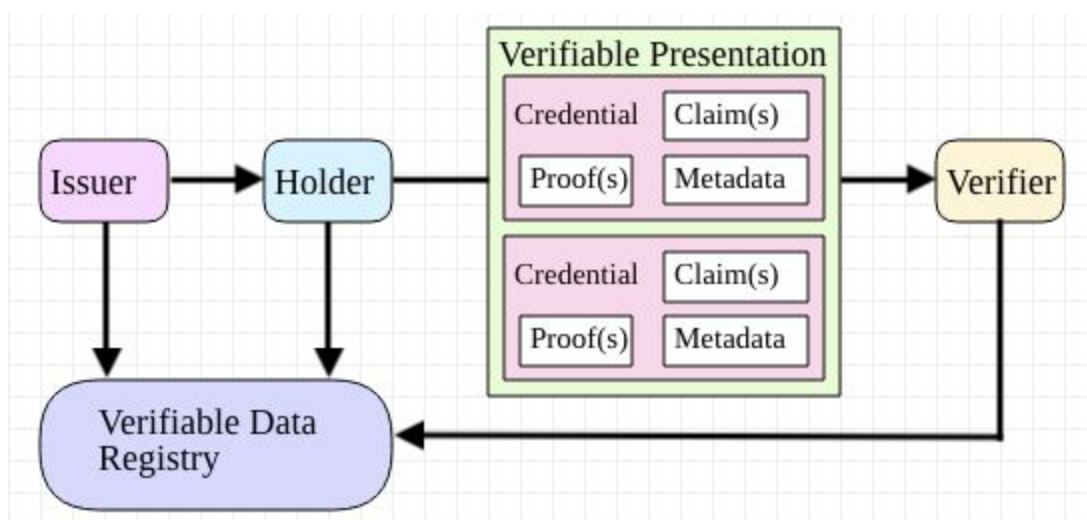 Verifiable Presentation
Credential
Claim(s)
Proof(s)
Metadata
Issuer
Holder
Verifier
Credential
Claim(s)
Proof(s)
Metadata
Verifiable Data
Registry